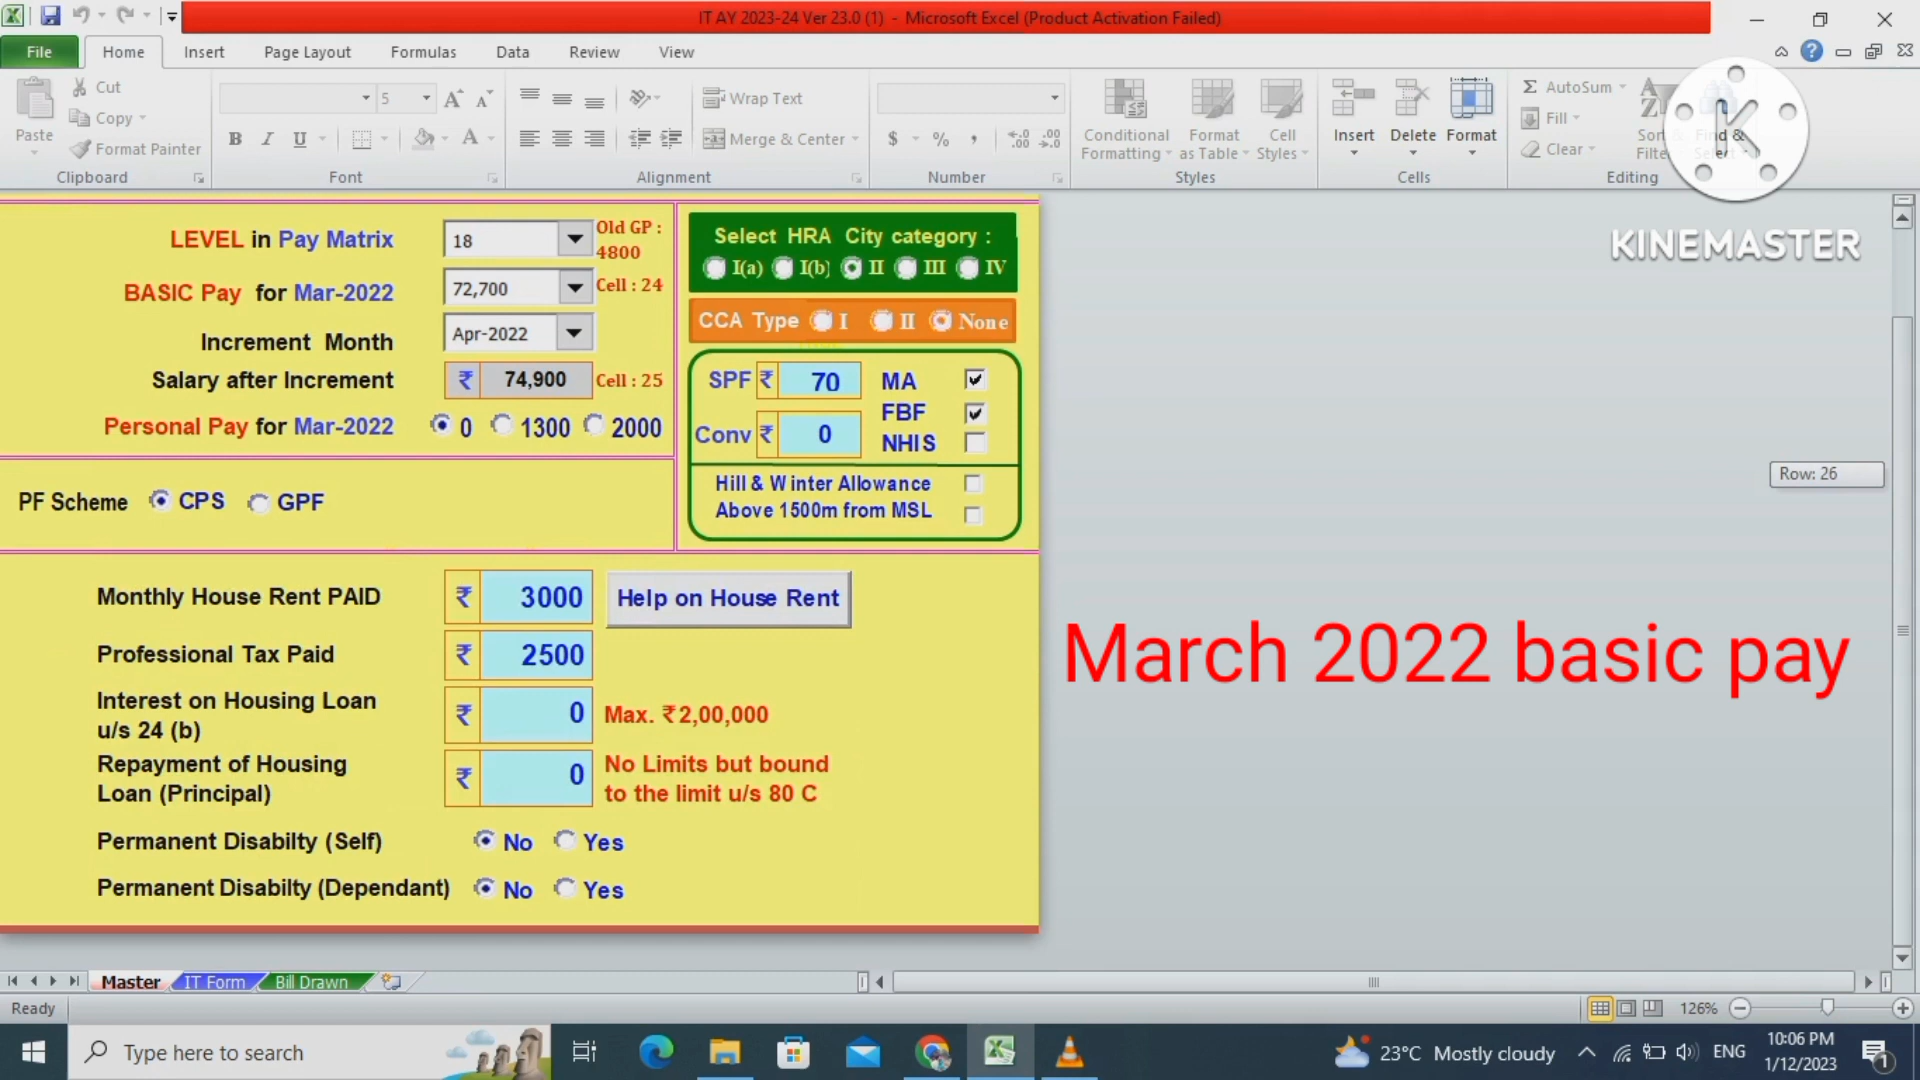 IT AY 2023-24 Ver 23.0 (1) - Microsoft Excel (Product Activation Failed)
File Home Insert Page Layout Formulas Data Review View
Paste
Cut
Copy
Format Painter
Clipboard
5
B I U
Font
Wrap Text
Merge & Center
Alignment
$ % ,
Number
Conditional Formatting
Format as Table
Cell Styles
Styles
Insert Delete Format
Cells
Σ AutoSum
Fill
Clear
Sort &
Filter
Find &
Select
Editing
K
KINEMASTER
LEVEL in Pay Matrix 18 Old GP : 4800
BASIC Pay for Mar-2022 72,700 Cell : 24
Increment Month Apr-2022
Salary after Increment ₹ 74,900 Cell : 25
Personal Pay for Mar-2022 0 1300 2000
PF Scheme CPS GPF
Select HRA City category :
I(a) I(b) II III IV
CCA Type I II None
SPF ₹ 70 MA
FBF
Conv ₹ 0 NHIS
Hill & Winter Allowance
Above 1500m from MSL
Row: 26
Monthly House Rent PAID ₹ 3000 Help on House Rent
Professional Tax Paid ₹ 2500
Interest on Housing Loan
u/s 24 (b) ₹ 0 Max. ₹ 2,00,000
Repayment of Housing
Loan (Principal) ₹ 0 No Limits but bound
to the limit u/s 80 C
Permanent Disabilty (Self) No Yes
Permanent Disabilty (Dependant) No Yes
March 2022 basic pay
Master IT Form Bill Drawn
Ready 126%
Type here to search
23°C Mostly cloudy ENG
10:06 PM
1/12/2023
1